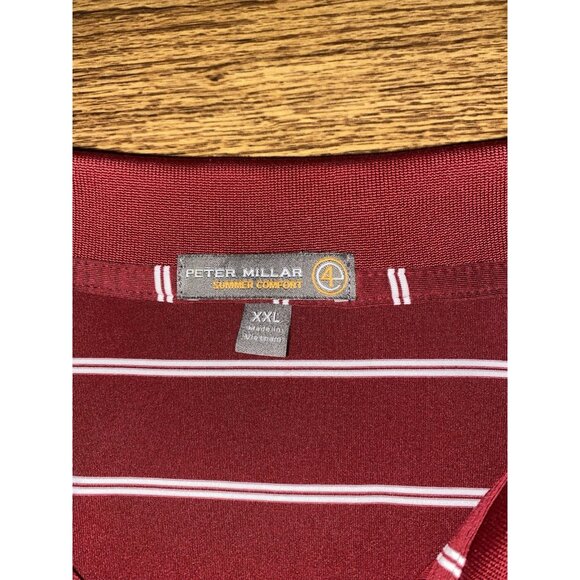 PETER MILLAR
SUMMER COMFORT
4
XXL
Made in
Vietnam